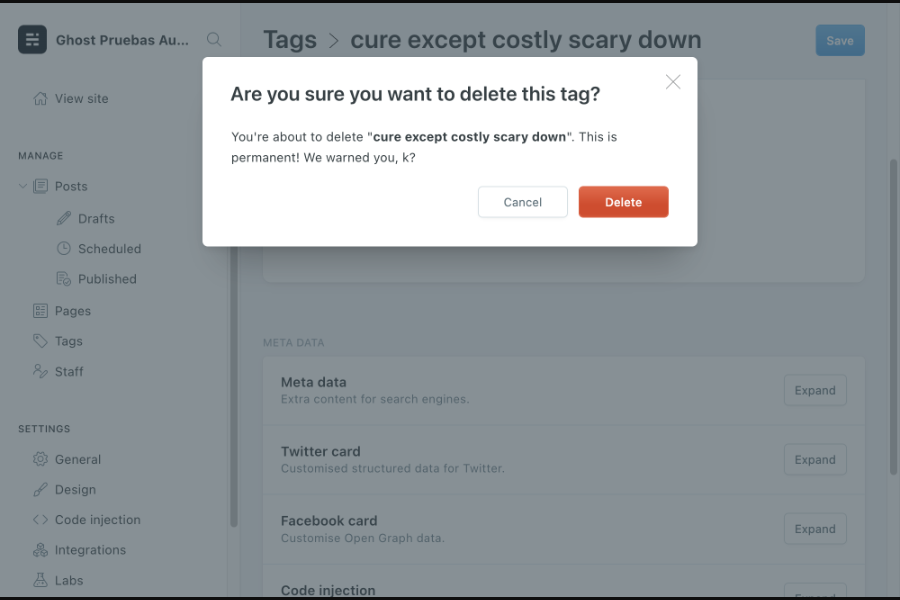 Ghost Pruebas Au...
Tags > cure except costly scary down
Save
View site
Are you sure you want to delete this tag?
You're about to delete "cure except costly scary down". This is
permanent! We warned you, k?
Cancel
Delete
MANAGE
Posts
Drafts
Scheduled
Published
Pages
Tags
Staff
SETTINGS
General
Design
Code injection
Integrations
Labs
META DATA
Meta data
Extra content for search engines.
Expand
Twitter card
Customised structured data for Twitter.
Expand
Facebook card
Customise Open Graph data.
Expand
Code injection
Expand